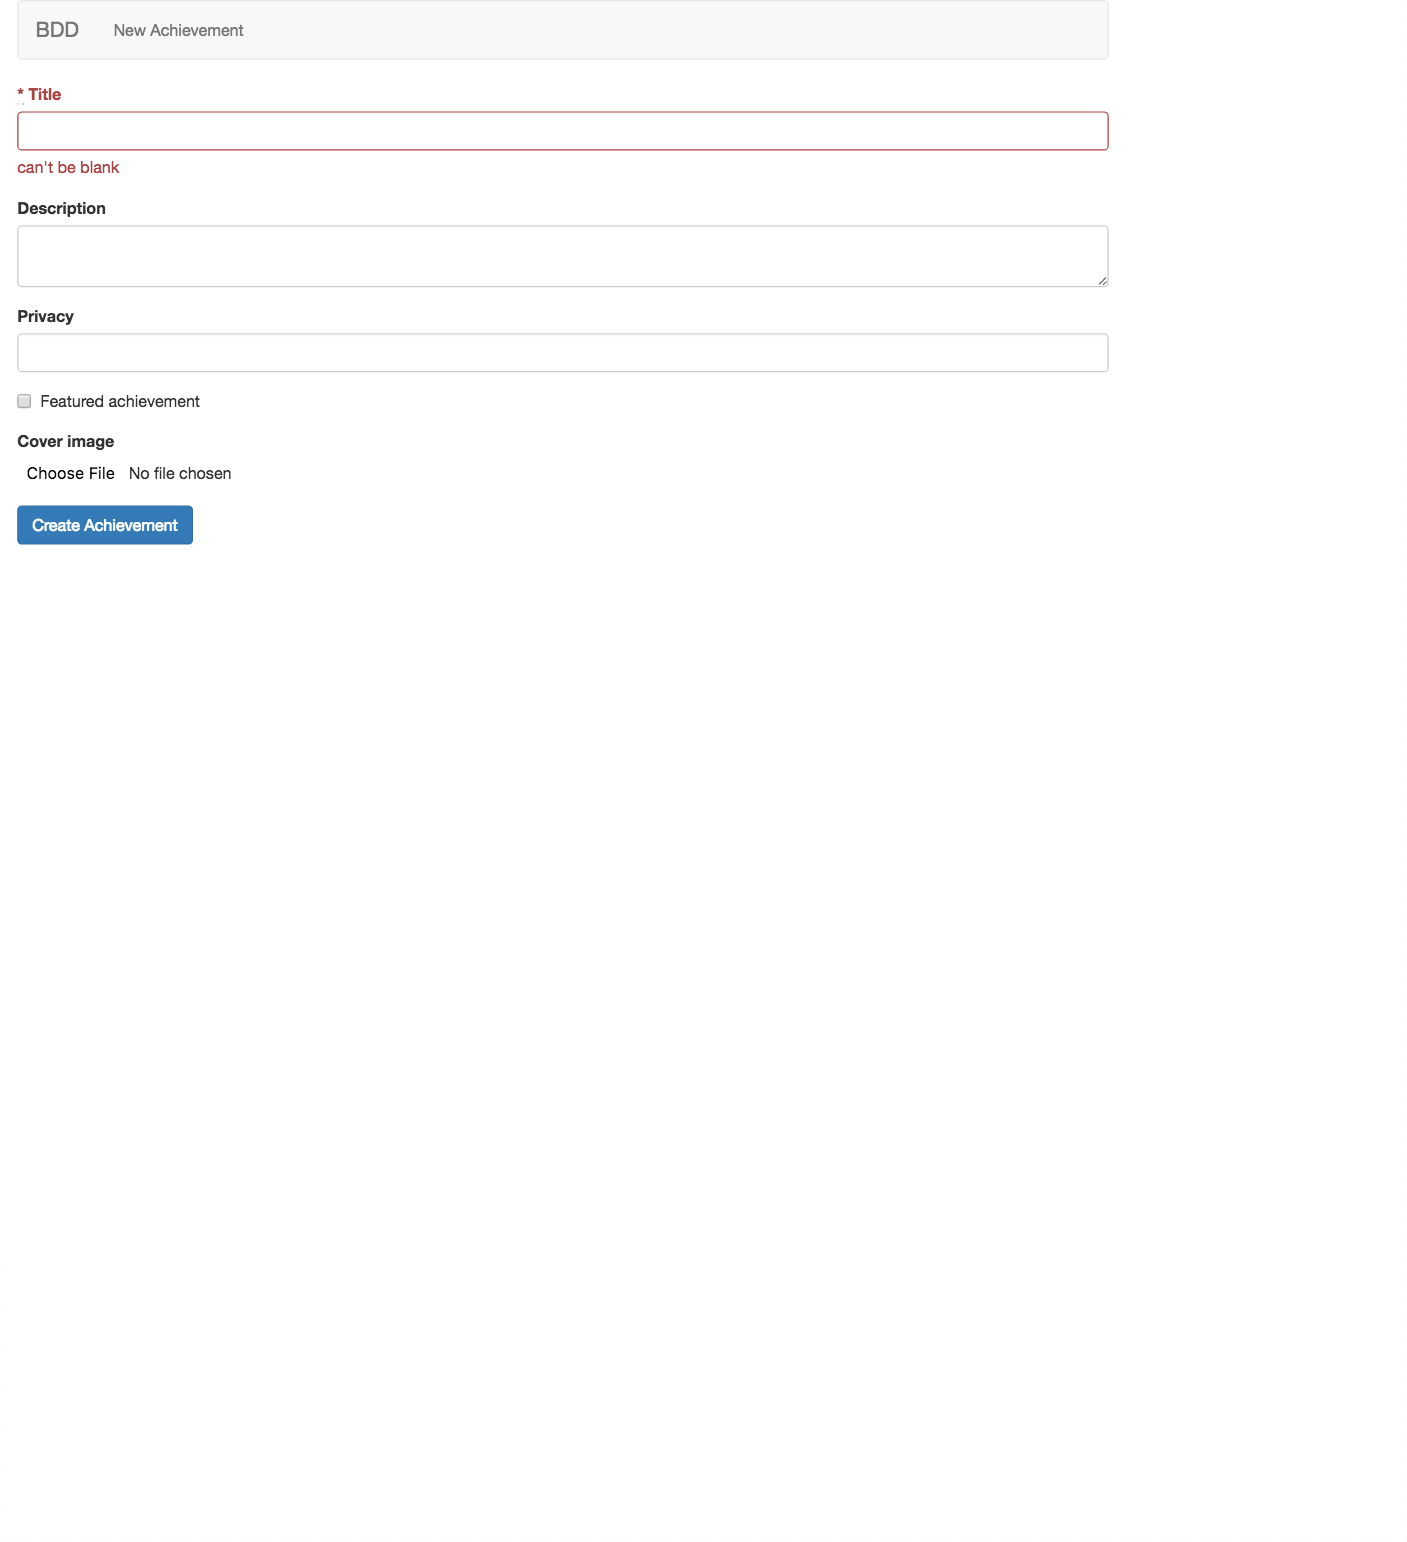 BDD New Achievement
* Title
can't be blank
Description
Privacy
Featured achievement
Cover image
Choose File No file chosen
Create Achievement